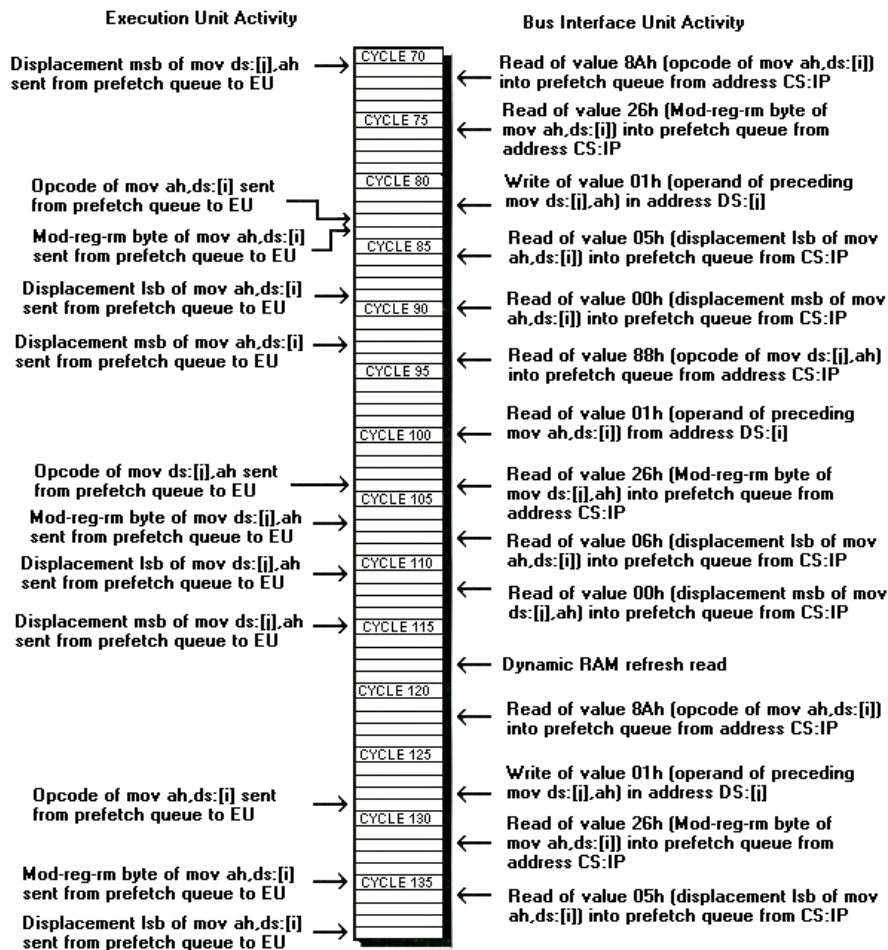 Execution Unit Activity
Bus Interface Unit Activity
Displacement msb of mov ds:[j],ah
sent from prefetch queue to EU
Opcode of mov ah,ds:[i] sent
from prefetch queue to EU
Mod-reg-rm byte of mov ah,ds:[i]
sent from prefetch queue to EU
Displacement lsb of mov ah,ds:[i]
sent from prefetch queue to EU
Displacement msb of mov ah,ds:[i]
sent from prefetch queue to EU
Opcode of mov ds:[j],ah sent
from prefetch queue to EU
Mod-reg-rm byte of mov ds:[j],ah
sent from prefetch queue to EU
Displacement lsb of mov ds:[j],ah
sent from prefetch queue to EU
Displacement msb of mov ds:[j],ah
sent from prefetch queue to EU
Opcode of mov ah,ds:[i] sent
from prefetch queue to EU
Mod-reg-rm byte of mov ah,ds:[i]
sent from prefetch queue to EU
Displacement lsb of mov ah,ds:[i]
sent from prefetch queue to EU
CYCLE 70
CYCLE 75
CYCLE 80
CYCLE 85
CYCLE 90
CYCLE 95
CYCLE 100
CYCLE 105
CYCLE 110
CYCLE 115
CYCLE 120
CYCLE 125
CYCLE 130
CYCLE 135
Read of value 8Ah (opcode of mov ah,ds:[i])
into prefetch queue from address CS:IP
Read of value 26h (Mod-reg-rm byte of
mov ah,ds:[i]) into prefetch queue from
address CS:IP
Write of value 01h (operand of preceding
mov ds:[j],ah) in address DS:[j]
Read of value 05h (displacement lsb of mov
ah,ds:[i]) into prefetch queue from CS:IP
Read of value 00h (displacement msb of mov
ah,ds:[i]) into prefetch queue from CS:IP
Read of value 88h (opcode of mov ds:[j],ah)
into prefetch queue from address CS:IP
Read of value 01h (operand of preceding
mov ah,ds:[i]) from address DS:[i]
Read of value 26h (Mod-reg-rm byte of
mov ds:[j],ah) into prefetch queue from
address CS:IP
Read of value 06h (displacement lsb of mov
ah,ds:[i]) into prefetch queue from CS:IP
Read of value 00h (displacement msb of mov
ds:[j],ah) into prefetch queue from CS:IP
Dynamic RAM refresh read
Read of value 8Ah (opcode of mov ah,ds:[i])
into prefetch queue from address CS:IP
Write of value 01h (operand of preceding
mov ds:[j],ah) in address DS:[j]
Read of value 26h (Mod-reg-rm byte of
mov ah,ds:[i]) into prefetch queue from
address CS:IP
Read of value 05h (displacement lsb of mov
ah,ds:[i]) into prefetch queue from CS:IP